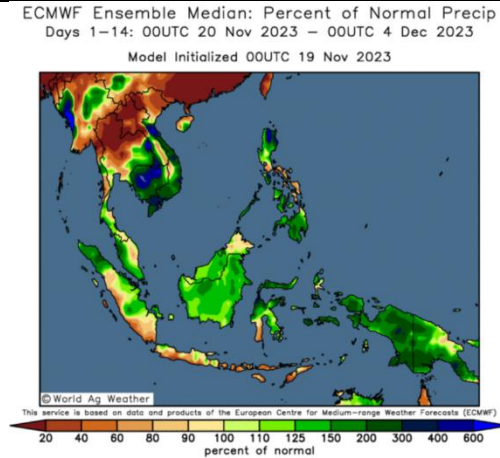 ECMWF Ensemble Median: Percent of Normal Precip
Days 1-14: 00UTC 20 Nov 2023 – 00UTC 4 Dec 2023
Model Initialized 00UTC 19 Nov 2023
© World Ag Weather
This service is based on data and products of the European Centre for Medium-range Weather Forecasts (ECMWF)
20 40 60 80 90 100 110 125 150 200 300 400 600
percent of normal